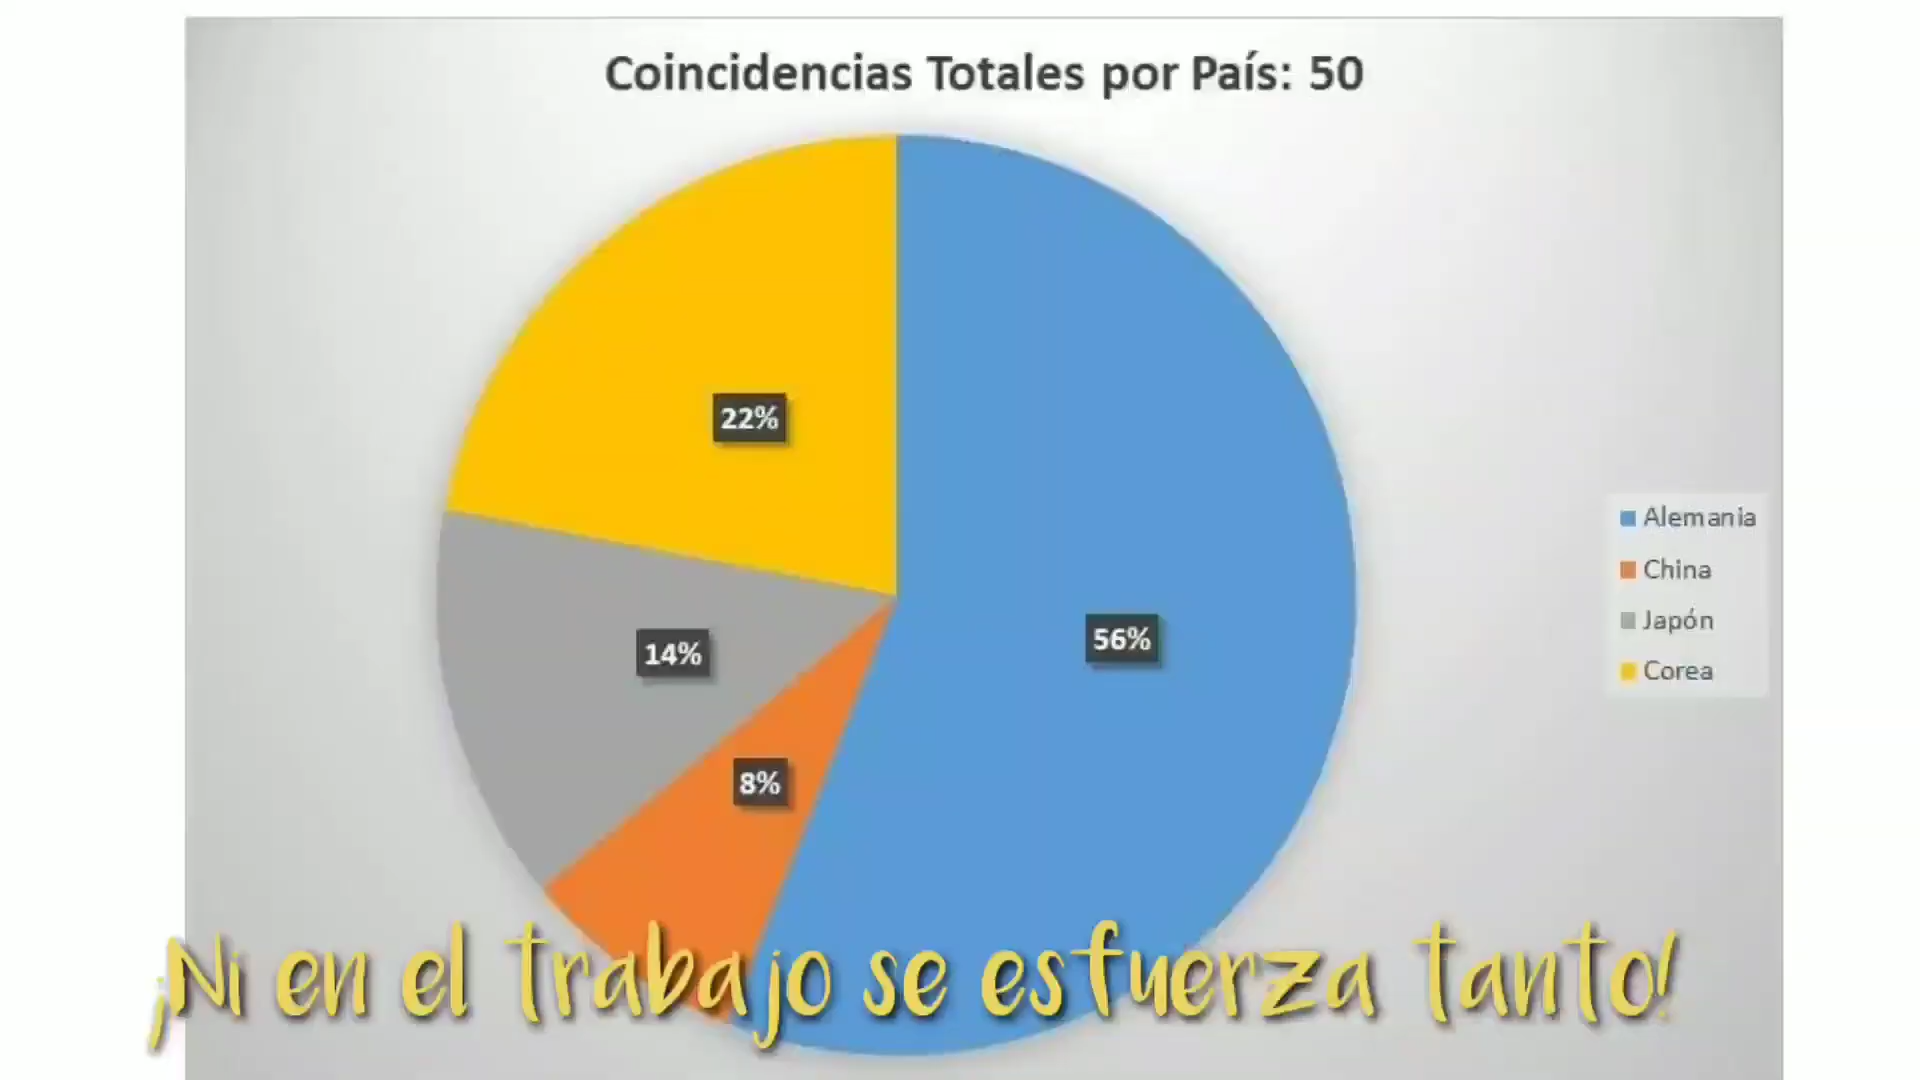 Coincidencias Totales por País: 50
22%
56%
14%
8%
Alemania
China
Japón
Corea
¡Ni en el trabajo se esfuerza tanto!